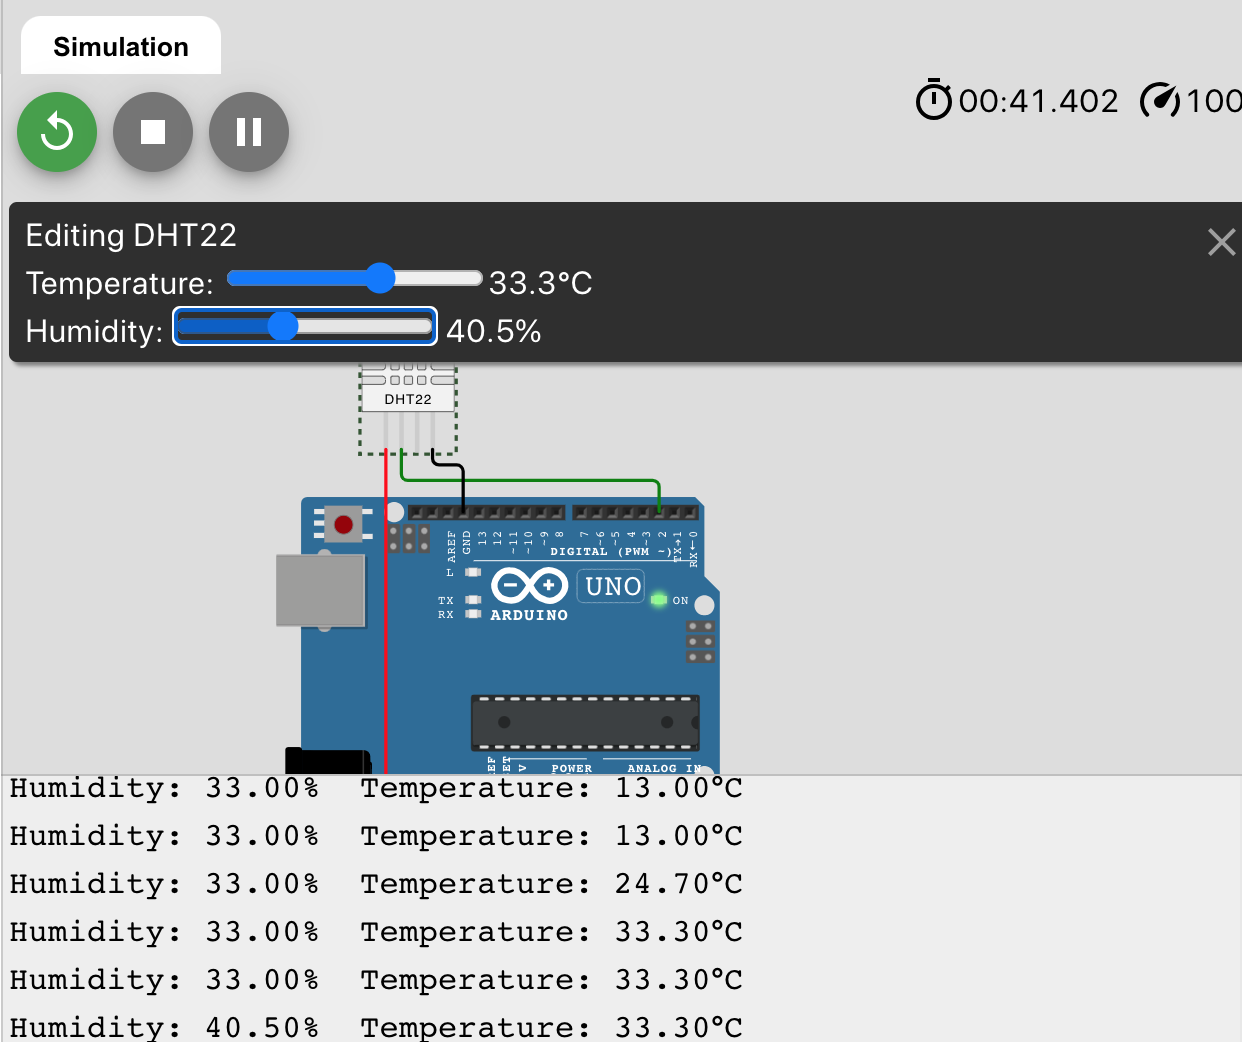 Simulation
00:41.402 100
Editing DHT22
Temperature: 33.3°C
Humidity: 40.5%
DHT22
AREF
GND
13
12
~11
~10
~9
8
7
~6
~5
4
~3
2
TX→1
RX←0
DIGITAL (PWM ~)
L
TX
RX
UNO
ON
ARDUINO
POWER ANALOG IN
Humidity: 33.00% Temperature: 13.00°C
Humidity: 33.00% Temperature: 13.00°C
Humidity: 33.00% Temperature: 24.70°C
Humidity: 33.00% Temperature: 33.30°C
Humidity: 33.00% Temperature: 33.30°C
Humidity: 40.50% Temperature: 33.30°C